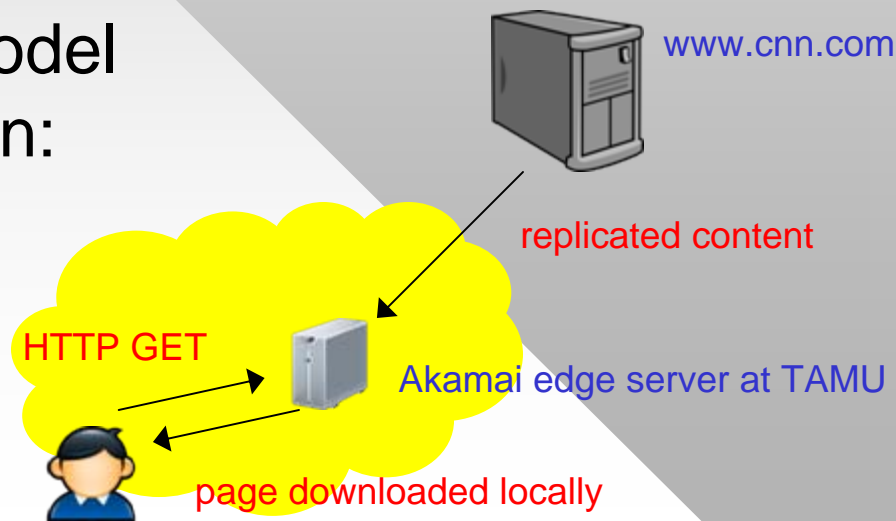 odel
n:
www.cnn.com
replicated content
HTTP GET
Akamai edge server at TAMU
page downloaded locally